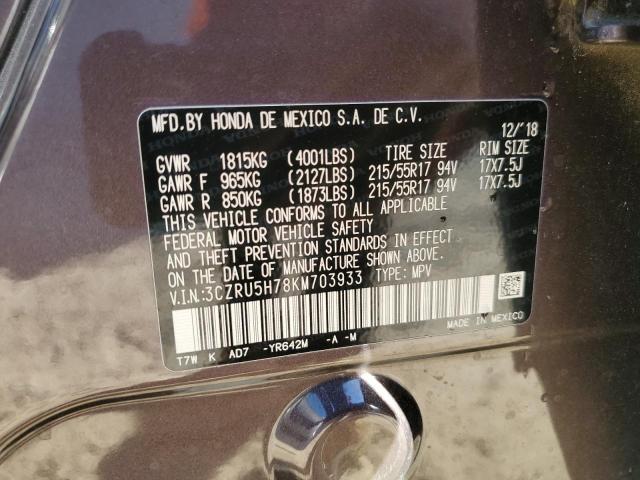 MFD.BY HONDA DE MEXICO S.A. DE C.V.
12/'18
GVWR 1815KG (4001LBS) TIRE SIZE RIM SIZE
GAWR F 965KG (2127LBS) 215/55R17 94V 17X7.5J
GAWR R 850KG (1873LBS) 215/55R17 94V 17X7.5J
THIS VEHICLE CONFORMS TO ALL APPLICABLE
FEDERAL MOTOR VEHICLE SAFETY
AND THEFT PREVENTION STANDARDS IN EFFECT
ON THE DATE OF MANUFACTURE SHOWN ABOVE.
V.I.N:3CZRU5H78KM703933 TYPE: MPV
MADE IN MEXICO
T7W K AD7 -YR642M -A -M